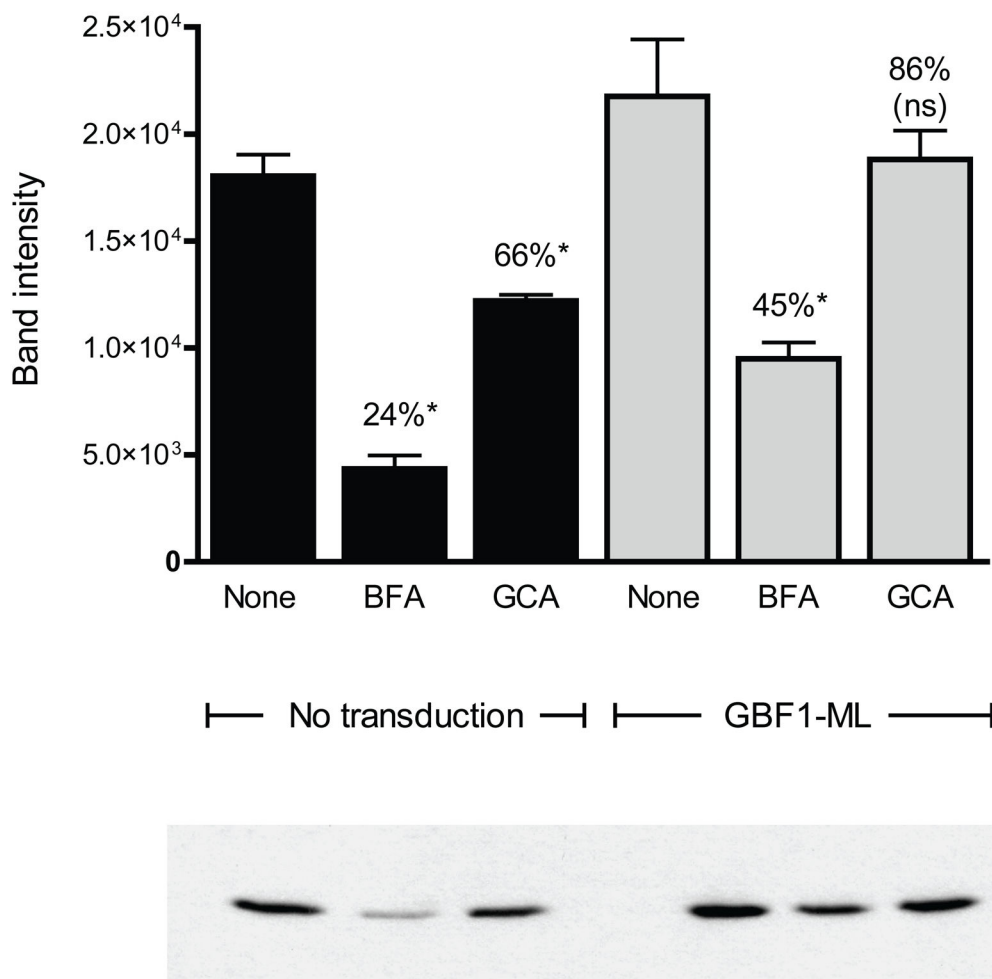 2.5×10⁴
2.0×10⁴
1.5×10⁴
1.0×10⁴
5.0×10³
0
Band intensity
24%*
66%*
45%*
86%
(ns)
None BFA GCA None BFA GCA
No transduction GBF1-ML